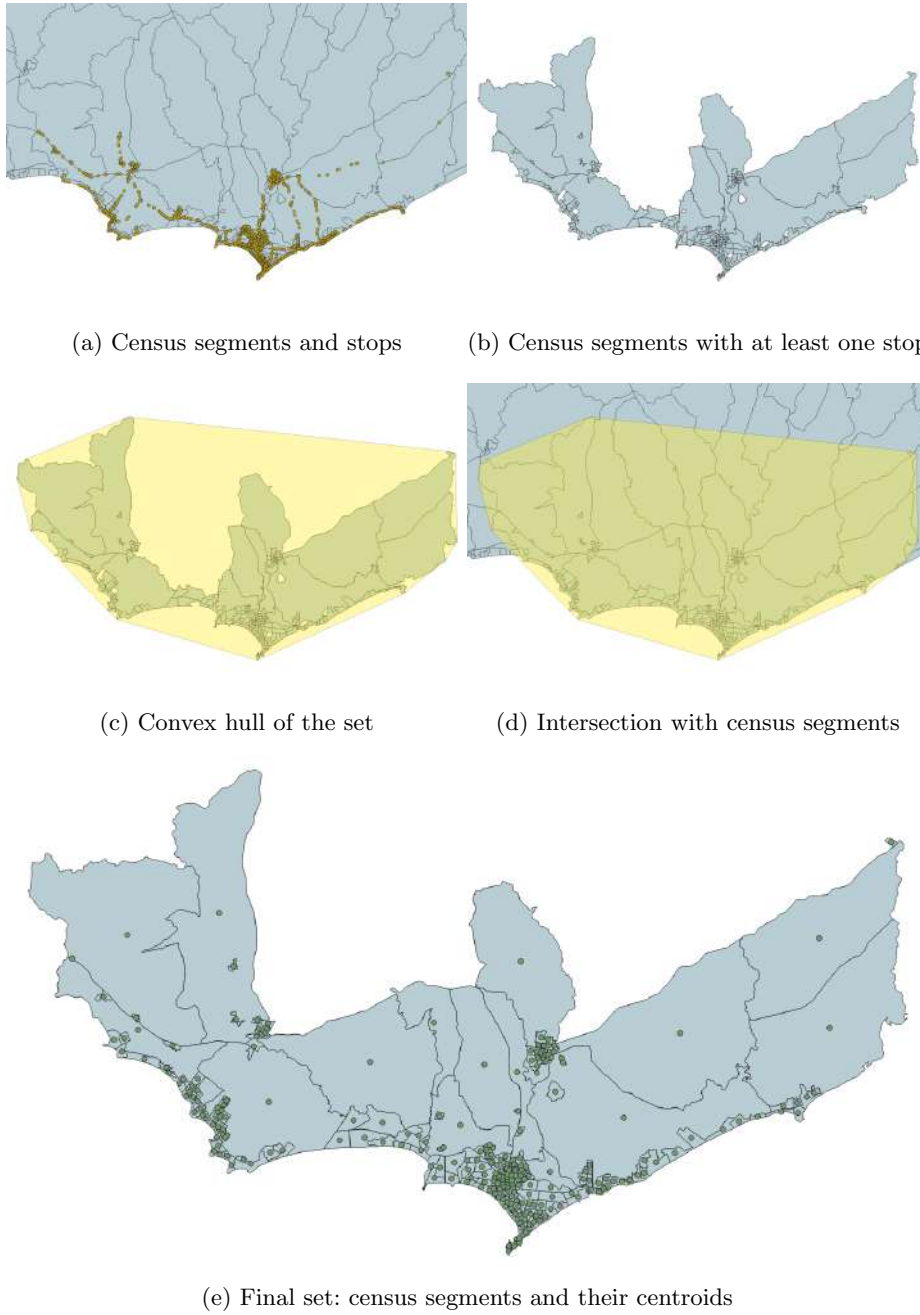 (a) Census segments and stops
(b) Census segments with at least one stop
(c) Convex hull of the set
(d) Intersection with census segments
(e) Final set: census segments and their centroids